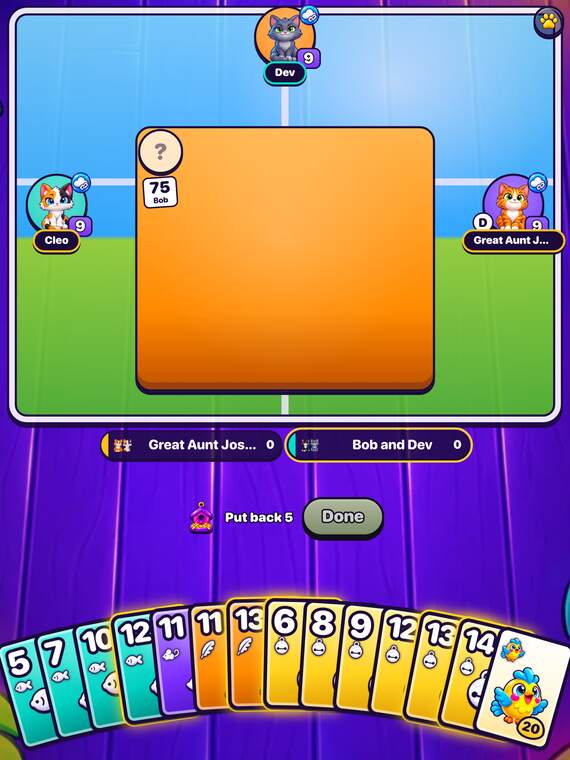 9
Dev
?
75
Bob
9
Cleo
D
9
Great Aunt J...
Great Aunt Jos... 0
Bob and Dev 0
Put back 5
Done
5
7
10
12
11
11
13
6
8
9
12
13
14
20